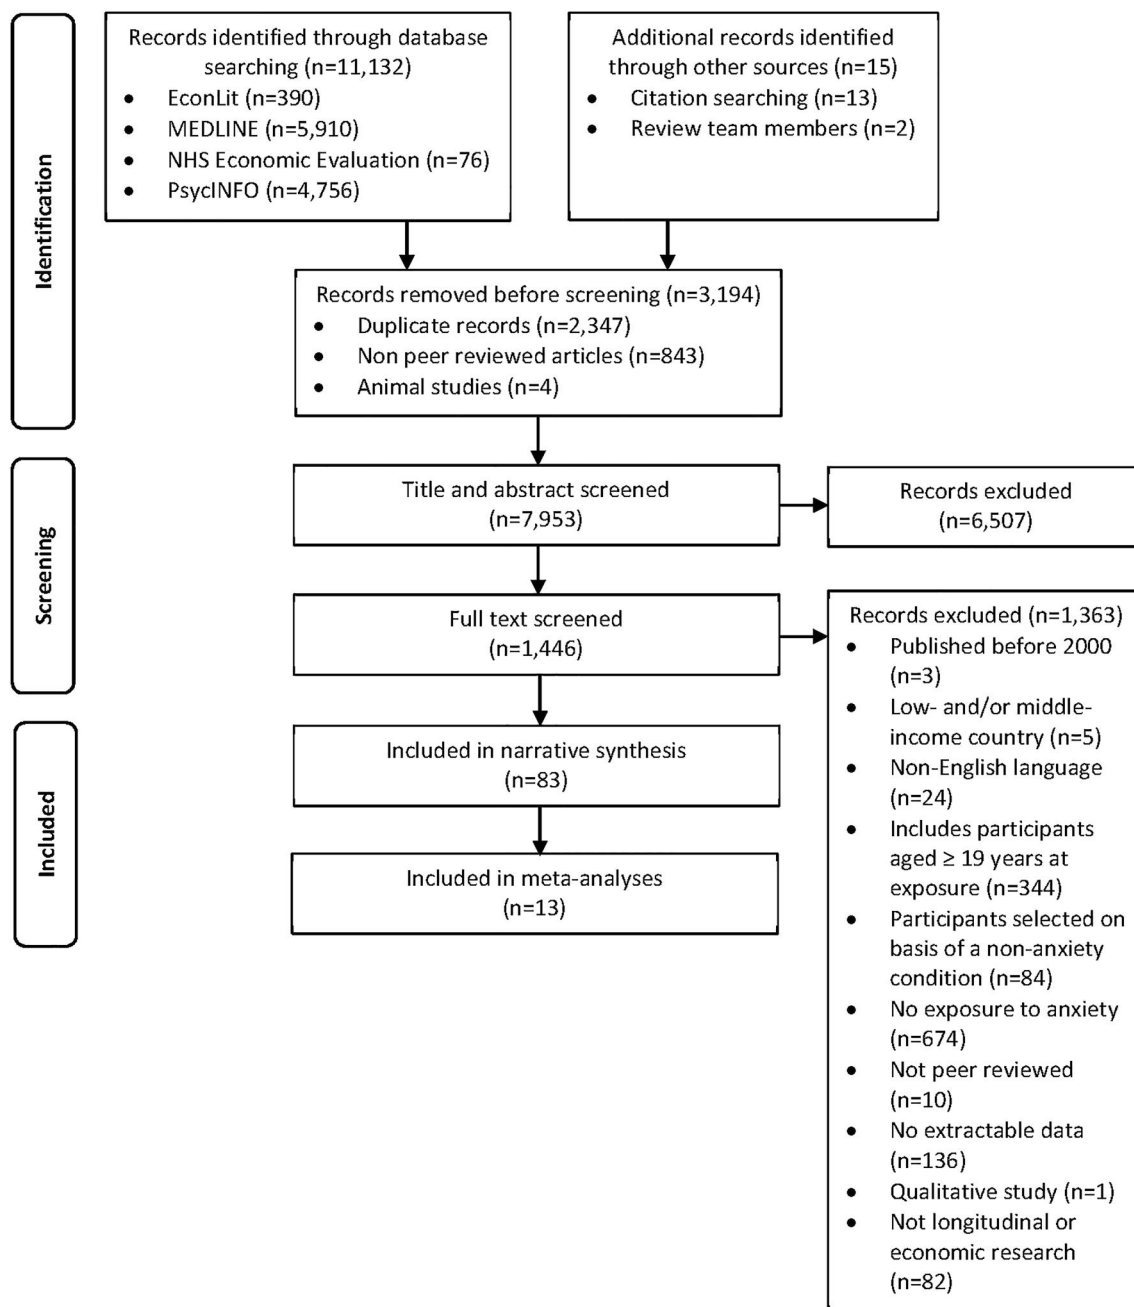 Identification
Records identified through database
searching (n=11,132)
• EconLit (n=390)
• MEDLINE (n=5,910)
• NHS Economic Evaluation (n=76)
• PsycINFO (n=4,756)
Additional records identified
through other sources (n=15)
• Citation searching (n=13)
• Review team members (n=2)
Records removed before screening (n=3,194)
• Duplicate records (n=2,347)
• Non peer reviewed articles (n=843)
• Animal studies (n=4)
Screening
Title and abstract screened
(n=7,953)
Records excluded
(n=6,507)
Full text screened
(n=1,446)
Records excluded (n=1,363)
• Published before 2000
(n=3)
• Low- and/or middle-
income country (n=5)
• Non-English language
(n=24)
• Includes participants
aged ≥ 19 years at
exposure (n=344)
• Participants selected on
basis of a non-anxiety
condition (n=84)
• No exposure to anxiety
(n=674)
• Not peer reviewed
(n=10)
• No extractable data
(n=136)
• Qualitative study (n=1)
• Not longitudinal or
economic research
(n=82)
Included
Included in narrative synthesis
(n=83)
Included in meta-analyses
(n=13)